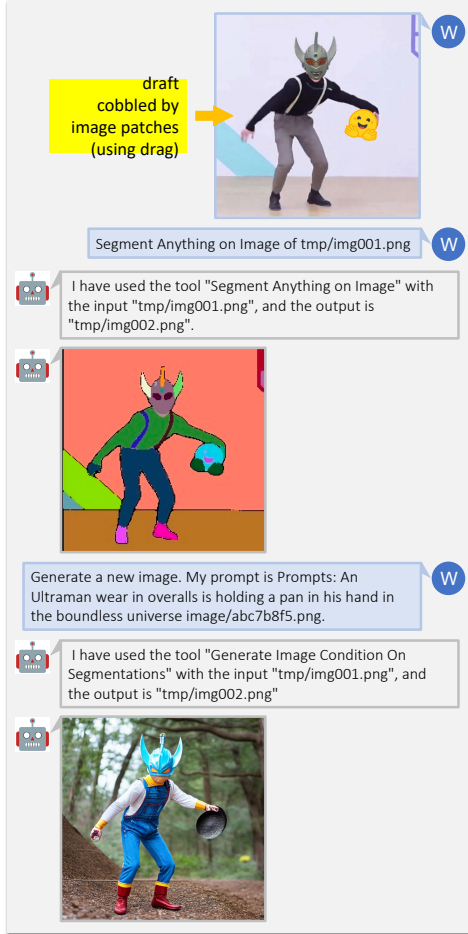 W
draft
cobbled by
image patches
(using drag)
Segment Anything on Image of tmp/img001.png
W
I have used the tool "Segment Anything on Image" with
the input "tmp/img001.png", and the output is
"tmp/img002.png".
Generate a new image. My prompt is Prompts: An
Ultraman wear in overalls is holding a pan in his hand in
the boundless universe image/abc7b8f5.png.
W
I have used the tool "Generate Image Condition On
Segmentations" with the input "tmp/img001.png", and
the output is "tmp/img002.png"